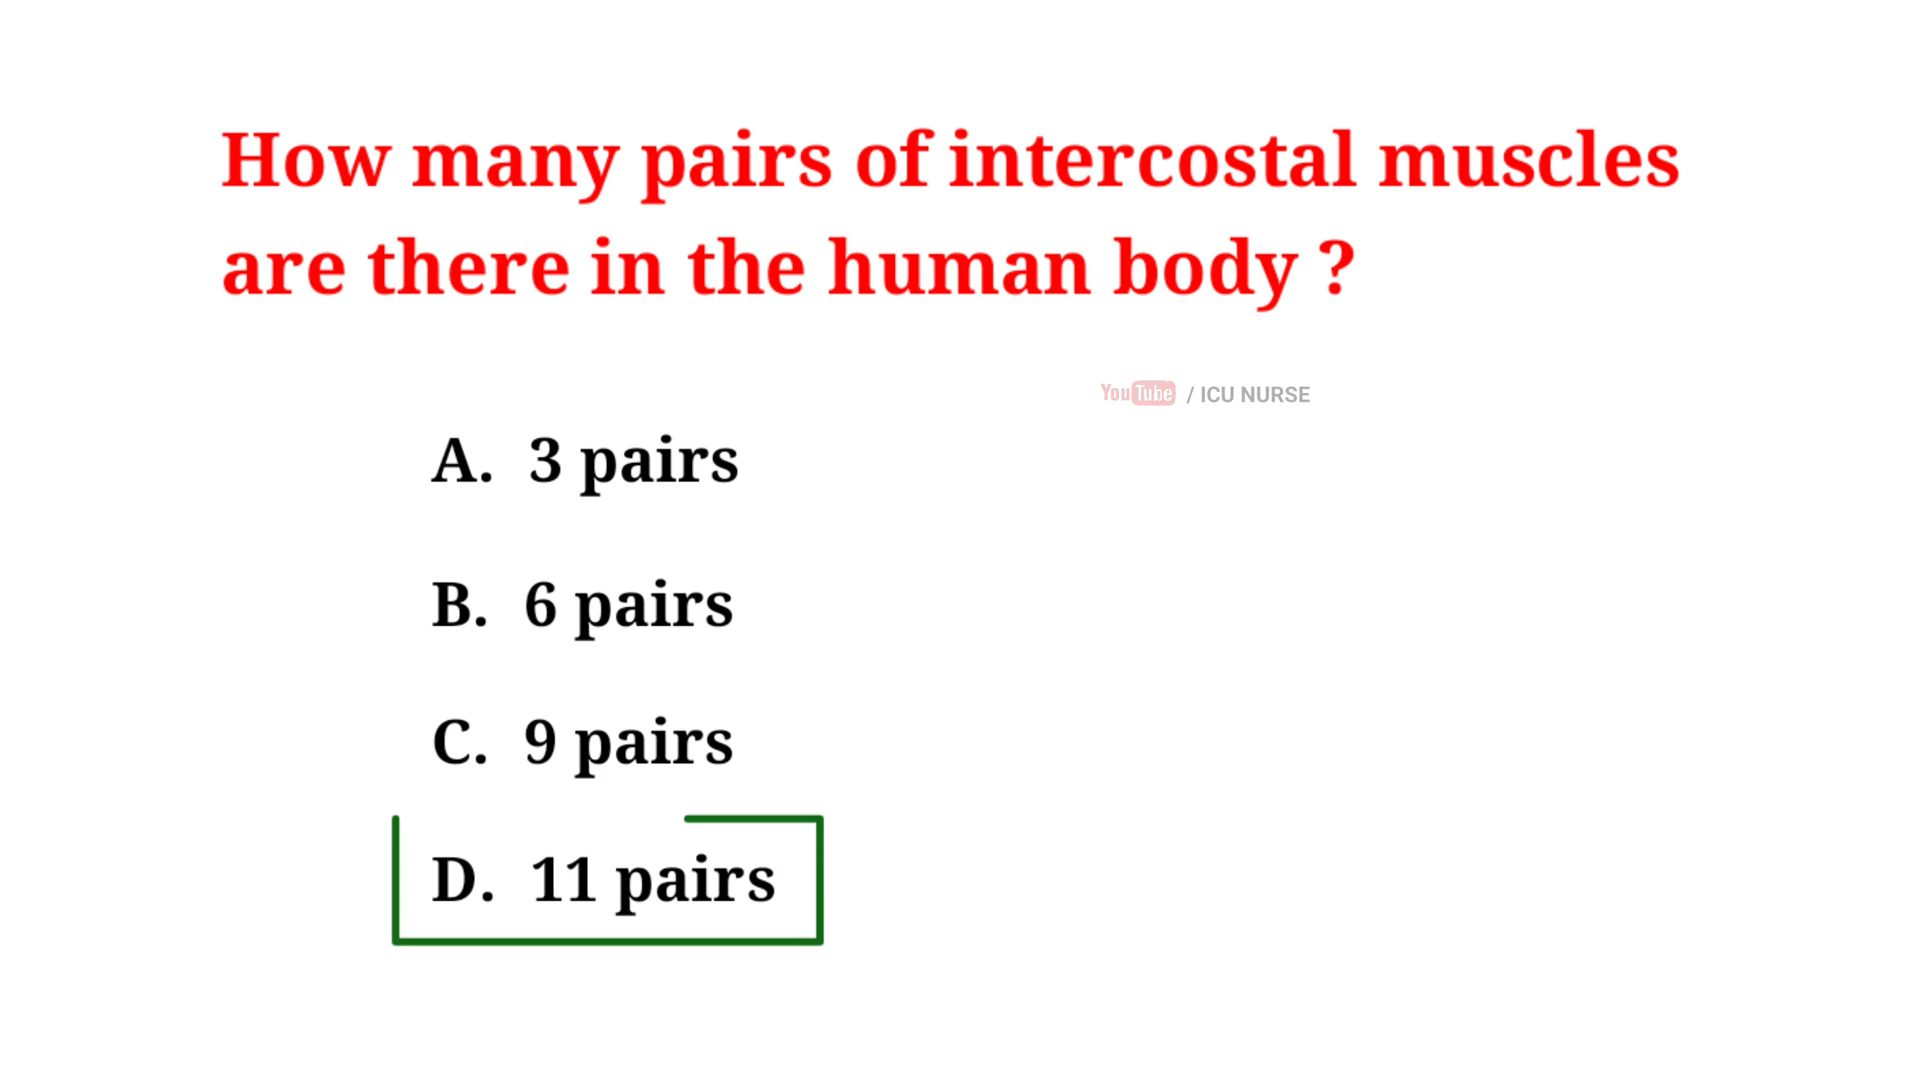 How many pairs of intercostal muscles
are there in the human body ?
YouTube / ICU NURSE
A. 3 pairs
B. 6 pairs
C. 9 pairs
D. 11 pairs